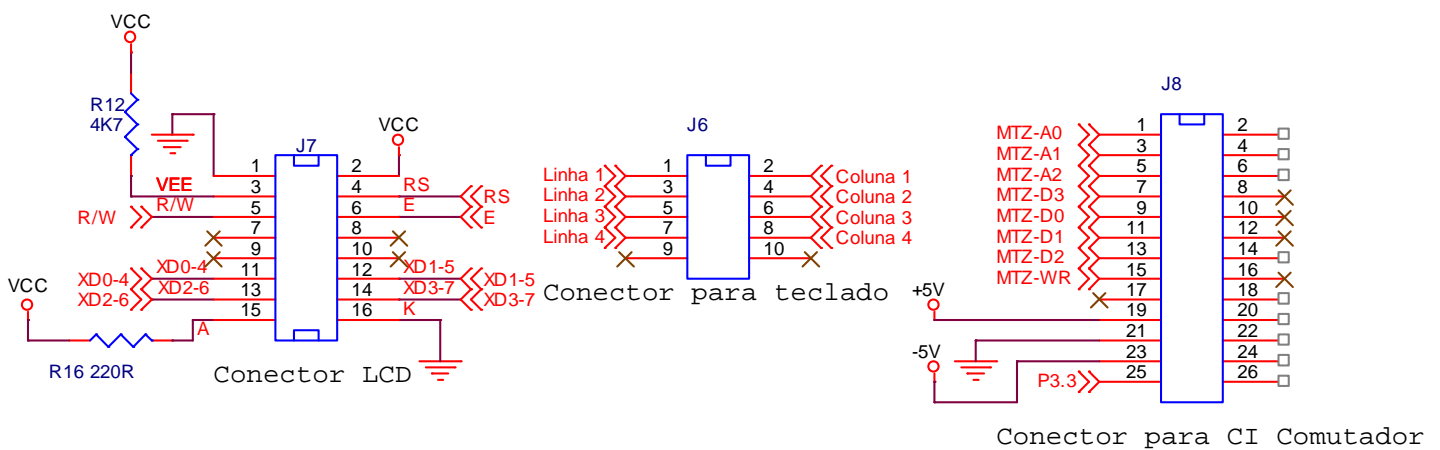 VCC
R12
4K7
VCC
J7
1 2
VEE 3 4 RS RS
R/W R/W 5 6 E E
7 8
9 10
XD0-4 XD0-4 11 12 XD1-5 XD1-5
XD2-6 XD2-6 13 14 XD3-7 XD3-7
VCC
A 15 16 K
R16 220R
Conector LCD
J6
Linha 1 1 2 Coluna 1
Linha 2 3 4 Coluna 2
Linha 3 5 6 Coluna 3
Linha 4 7 8 Coluna 4
9 10
Conector para teclado
J8
MTZ-A0 1 2
MTZ-A1 3 4
MTZ-A2 5 6
MTZ-D3 7 8
MTZ-D0 9 10
MTZ-D1 11 12
MTZ-D2 13 14
MTZ-WR 15 16
17 18
+5V 19 20
21 22
-5V 23 24
P3.3 25 26
Conector para CI Comutador